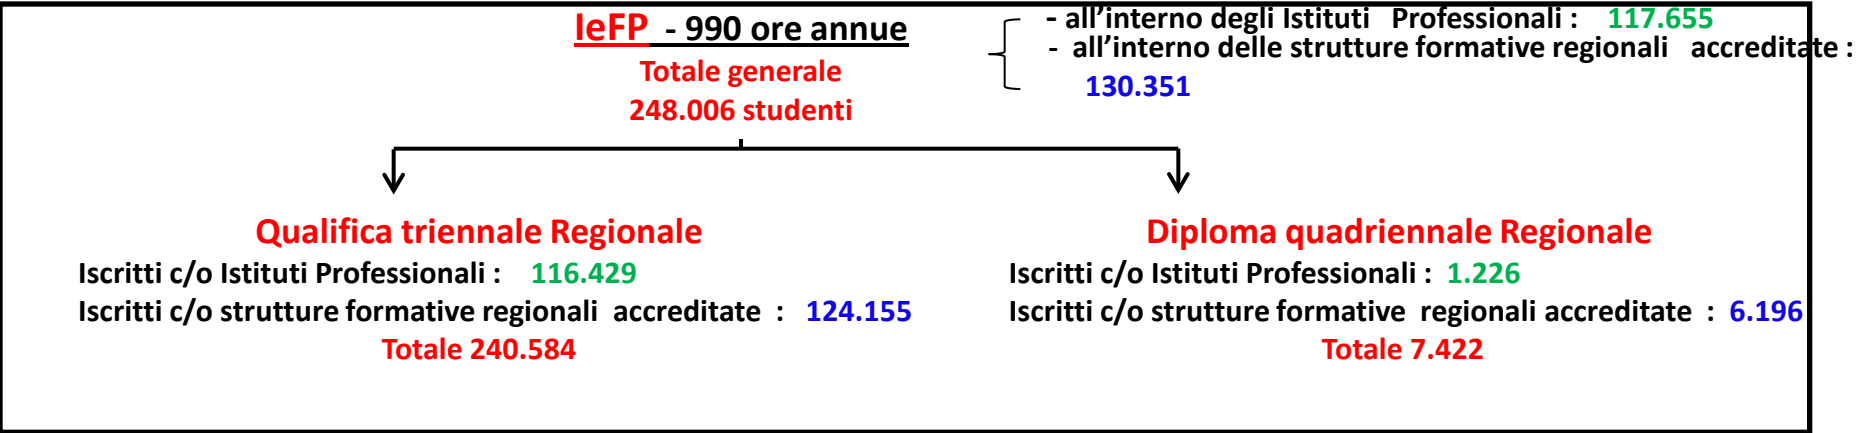 IeFP - 990 ore annue
Totale generale
248.006 studenti
- all’interno degli Istituti Professionali : 117.655
- all’interno delle strutture formative regionali accreditate :
130.351
Qualifica triennale Regionale
Iscritti c/o Istituti Professionali : 116.429
Iscritti c/o strutture formative regionali accreditate : 124.155
Totale 240.584
Diploma quadriennale Regionale
Iscritti c/o Istituti Professionali : 1.226
Iscritti c/o strutture formative regionali accreditate : 6.196
Totale 7.422